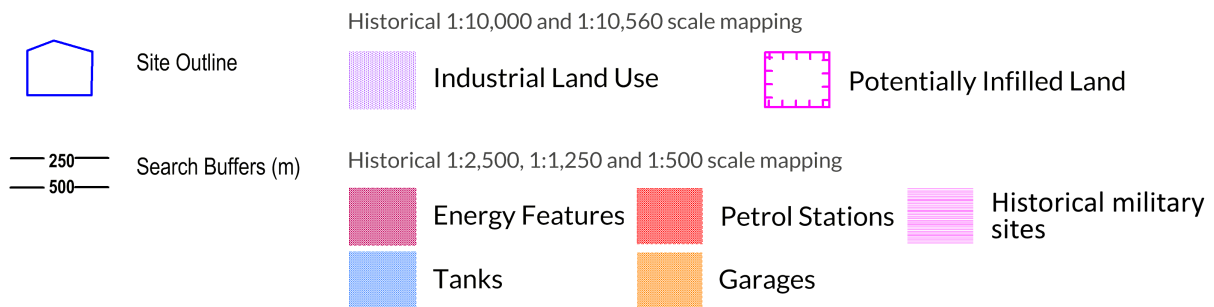 Historical 1:10,000 and 1:10,560 scale mapping
Site Outline
Industrial Land Use
Potentially Infilled Land
250
500
Search Buffers (m)
Historical 1:2,500, 1:1,250 and 1:500 scale mapping
Energy Features
Petrol Stations
Historical military
sites
Tanks
Garages